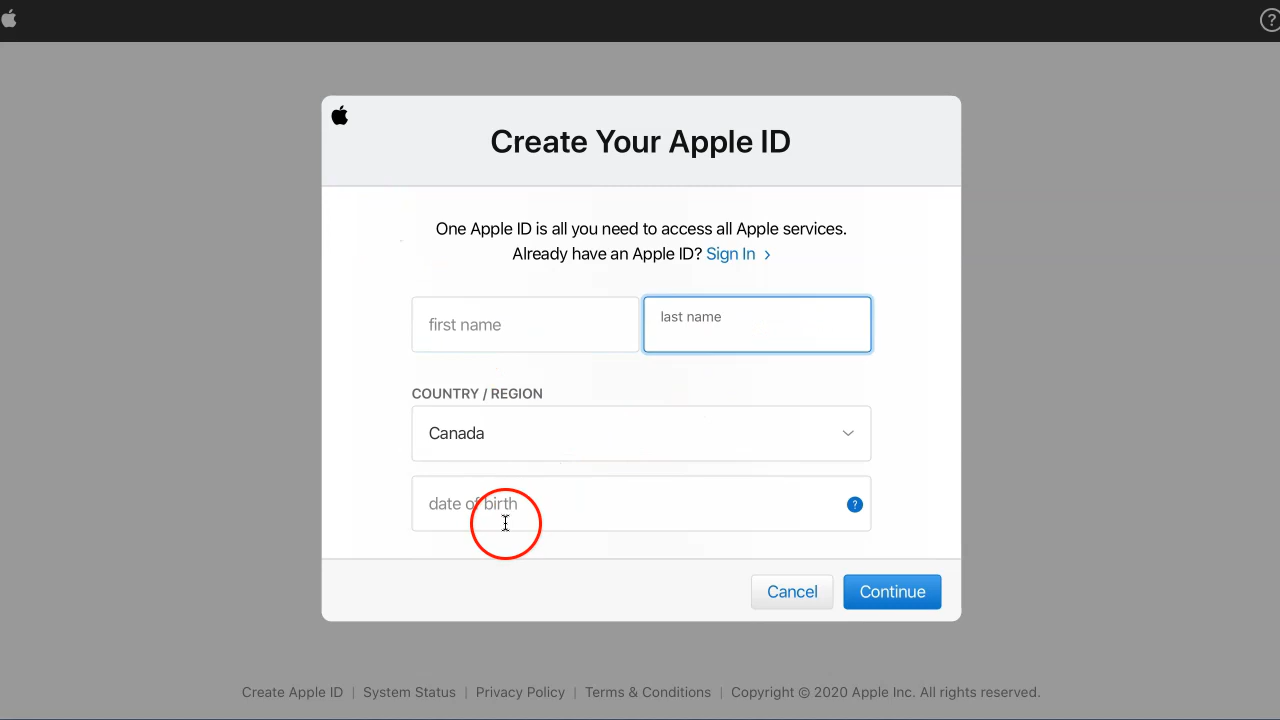 ?
Create Your Apple ID
One Apple ID is all you need to access all Apple services.
Already have an Apple ID? Sign In >
first name
last name
COUNTRY / REGION
Canada
date of birth
?
Cancel
Continue
Create Apple ID | System Status | Privacy Policy | Terms & Conditions | Copyright © 2020 Apple Inc. All rights reserved.